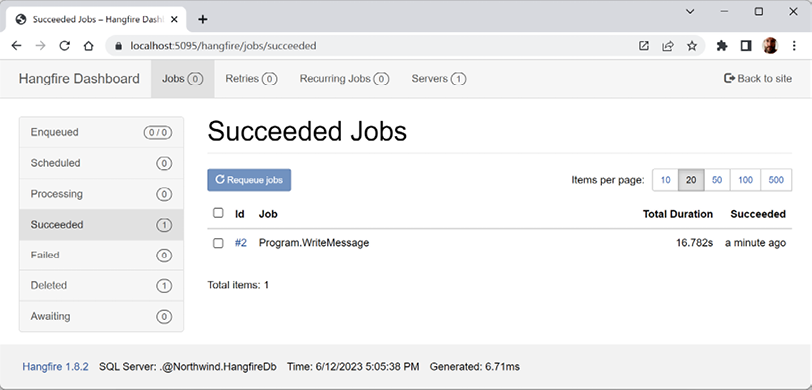 Succeeded Jobs – Hangfire Dash
localhost:5095/hangfire/jobs/succeeded
Hangfire Dashboard Jobs 0 Retries 0 Recurring Jobs 0 Servers 1 Back to site
Enqueued 0 / 0
Scheduled 0
Processing 0
Succeeded 1
Failed 0
Deleted 1
Awaiting 0
Succeeded Jobs
Requeue jobs Items per page: 10 20 50 100 500
Id Job Total Duration Succeeded
#2 Program.WriteMessage 16.782s a minute ago
Total items: 1
Hangfire 1.8.2 SQL Server: .@Northwind.HangfireDb Time: 6/12/2023 5:05:38 PM Generated: 6.71ms